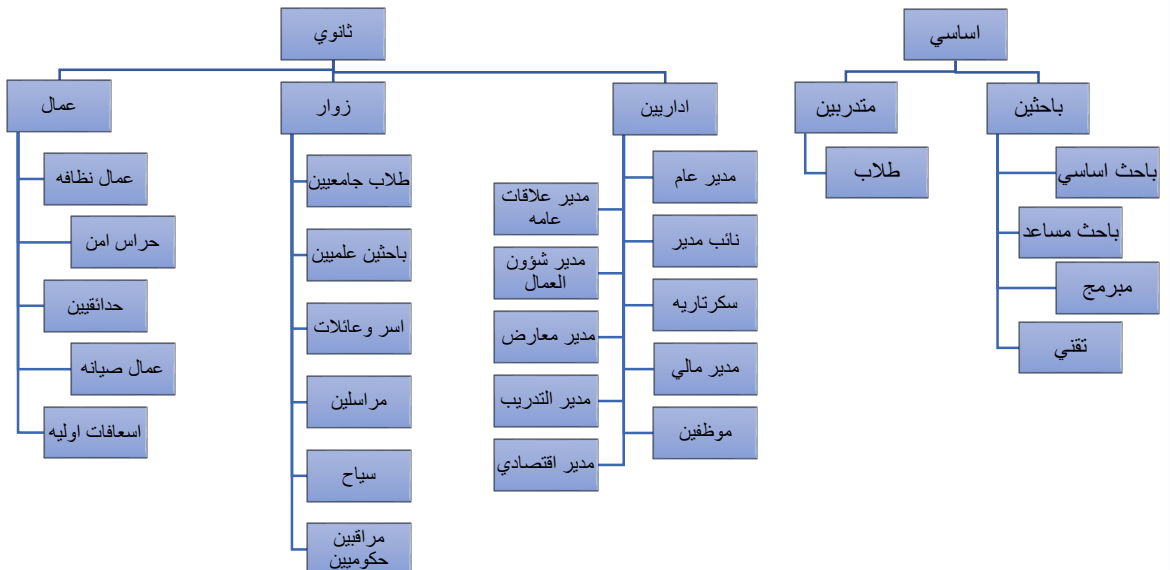 اساسي
باحثين
باحث اساسي
باحث مساعد
مبرمج
تقني
متدربين
طلاب
ثانوي
اداريين
مدير عام
نائب مدير
سكرتاريه
مدير مالي
موظفين
مدير علاقات
عامه
مدير شؤون
العمال
مدير معارض
مدير التدريب
مدير اقتصادي
زوار
طلاب جامعيين
باحثين علميين
اسر وعائلات
مراسلين
سياح
مراقبين
حكوميين
عمال
عمال نظافه
حراس امن
حدائقيين
عمال صيانه
اسعافات اوليه